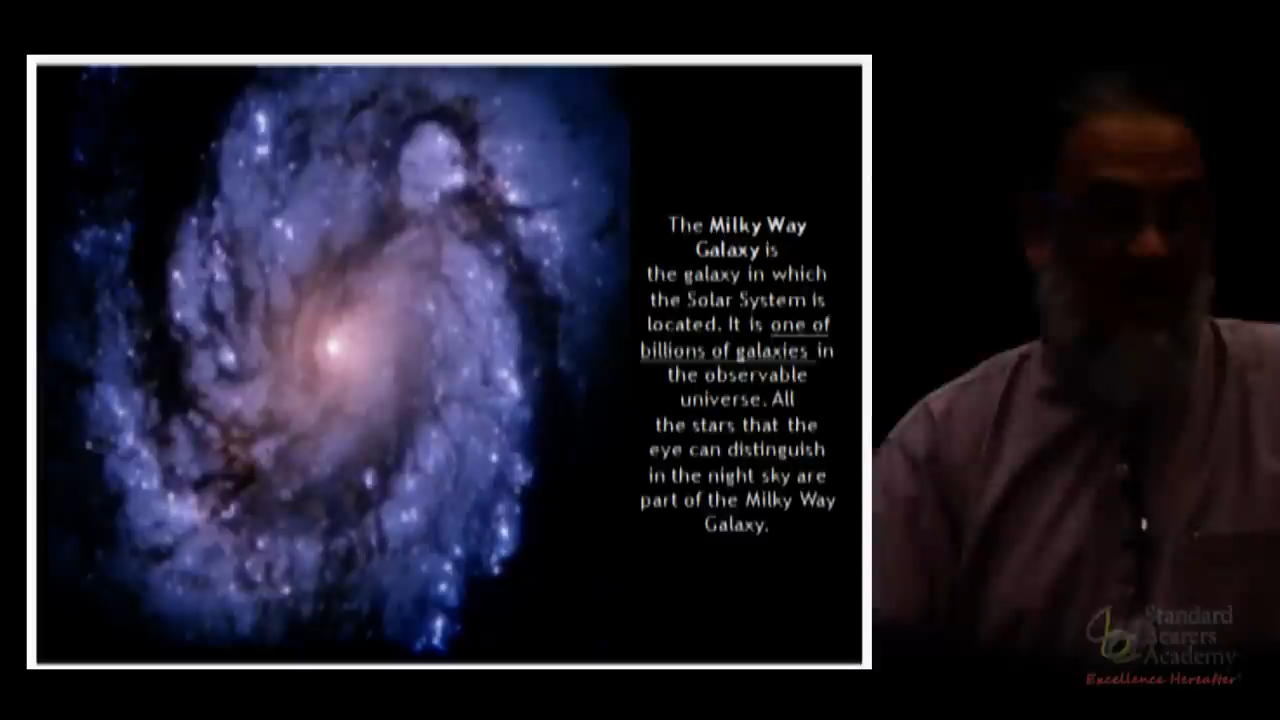 The Milky Way
Galaxy is
the galaxy in which
the Solar System is
located. It is one of
billions of galaxies in
the observable
universe. All
the stars that the
eye can distinguish
in the night sky are
part of the Milky Way
Galaxy.
Standard
Bearers
Academy
Excellence Hereafter